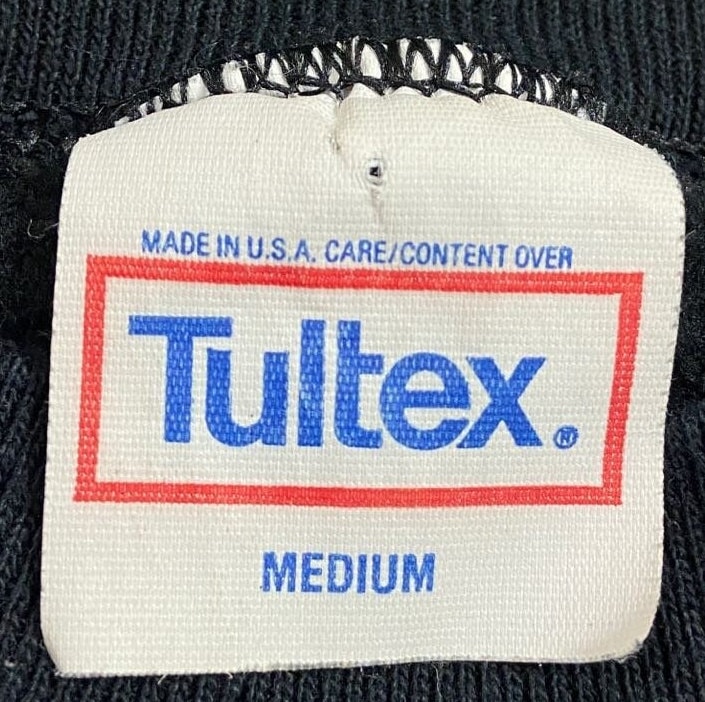 MADE IN U.S.A. CARE/CONTENT OVER
Tultex.®
MEDIUM